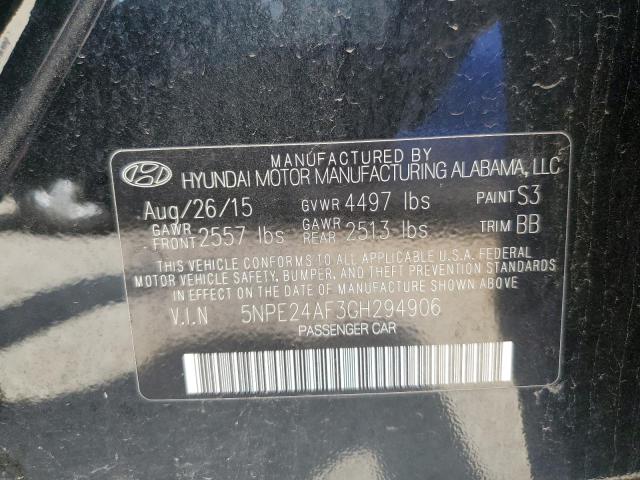 MANUFACTURED BY
HYUNDAI MOTOR MANUFACTURING ALABAMA, LLC
Aug/26/15 GVWR 4497 lbs PAINT S3
GAWR FRONT 2557 lbs GAWR REAR 2513 lbs TRIM BB
THIS VEHICLE CONFORMS TO ALL APPLICABLE U.S.A. FEDERAL
MOTOR VEHICLE SAFETY, BUMPER, AND THEFT PREVENTION
STANDARDS IN EFFECT ON THE DATE OF MANUFACTURE SHOWN ABOVE.
V.I.N 5NPE24AF3GH294906
PASSENGER CAR